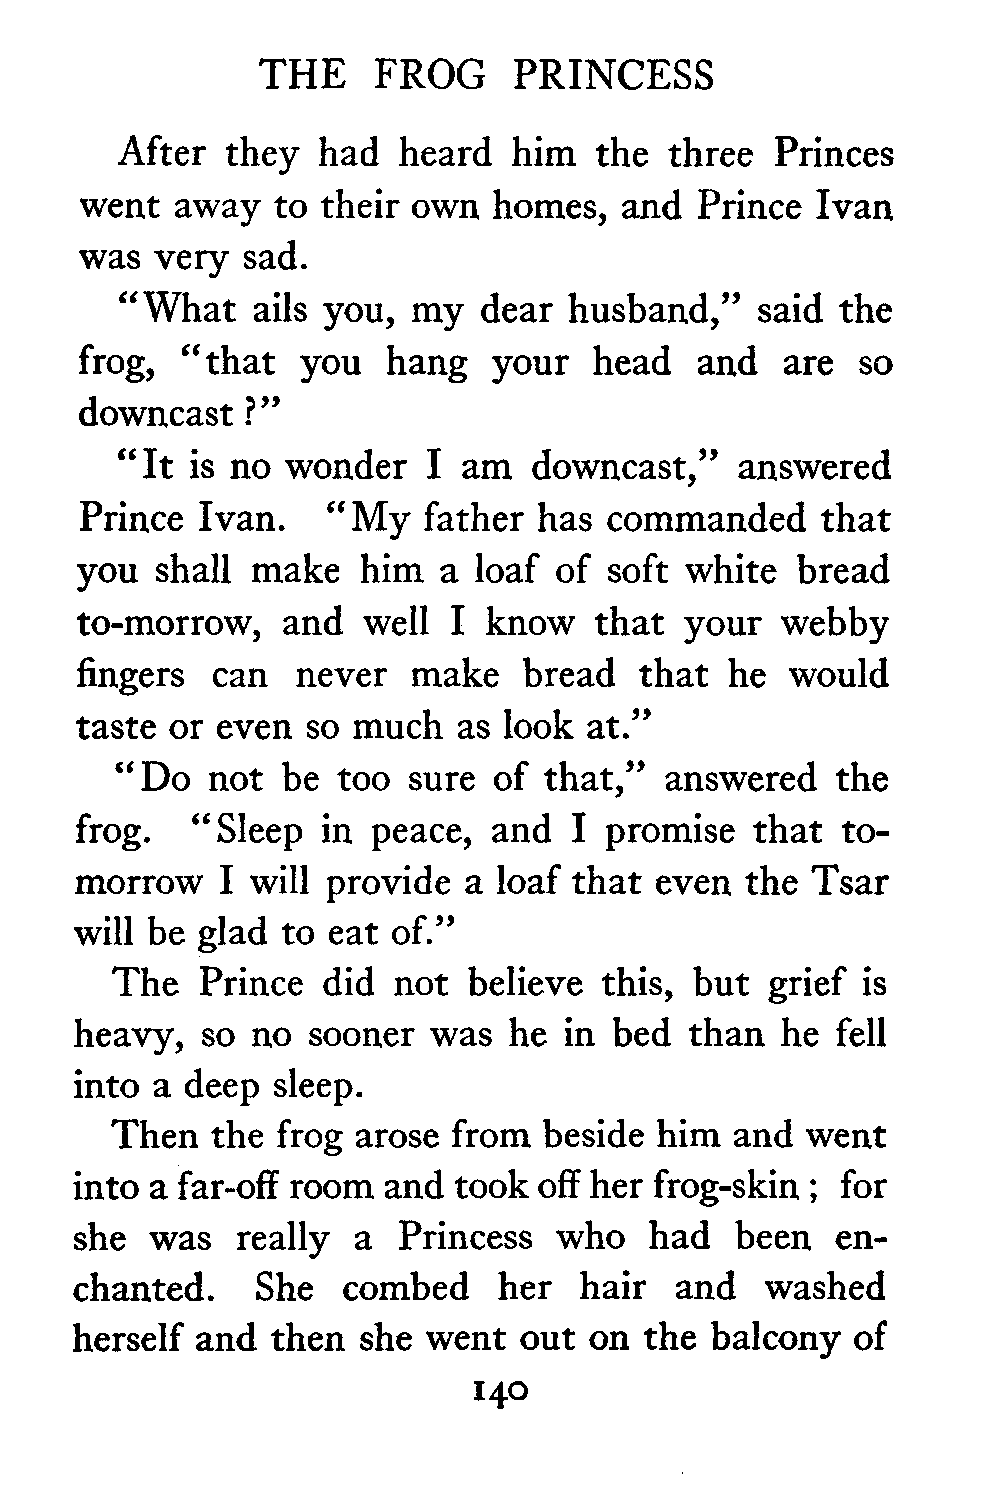 THE FROG PRINCESS
After they had heard him the three Princes
went away to their own homes, and Prince Ivan
was very sad.
“What ails you, my dear husband,” said the
frog, “that you hang your head and are so
downcast ?”
“It is no wonder I am downcast,” answered
Prince Ivan. “My father has commanded that
you shall make him a loaf of soft white bread
to-morrow, and well I know that your webby
fingers can never make bread that he would
taste or even so much as look at.”
“Do not be too sure of that,” answered the
frog. “Sleep in peace, and I promise that to-
morrow I will provide a loaf that even the Tsar
will be glad to eat of.”
The Prince did not believe this, but grief is
heavy, so no sooner was he in bed than he fell
into a deep sleep.
Then the frog arose from beside him and went
into a far-off room and took off her frog-skin ; for
she was really a Princess who had been en-
chanted. She combed her hair and washed
herself and then she went out on the balcony of
140